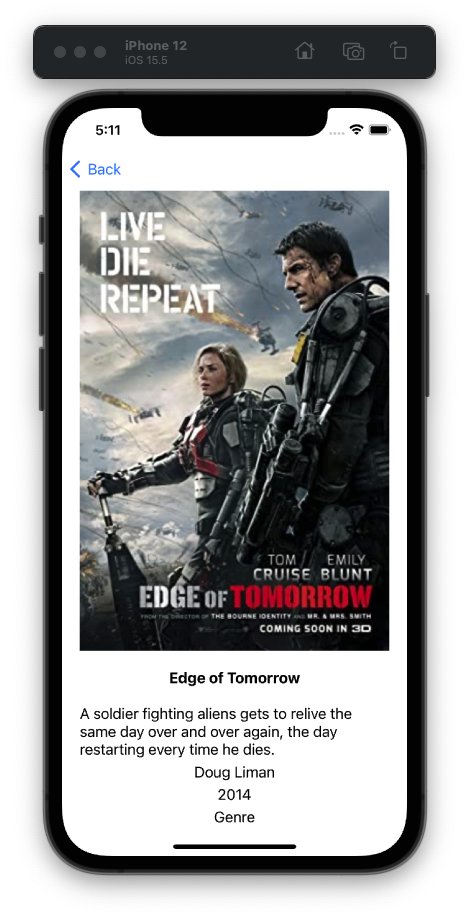 iPhone 12
iOS 15.5
5:11
Back
LIVE
DIE
REPEAT
TOM EMILY
CRUISE BLUNT
EDGE OF TOMORROW
FROM THE DIRECTOR OF THE BOURNE IDENTITY AND MR. & MRS. SMITH
COMING SOON IN 3D
Edge of Tomorrow
A soldier fighting aliens gets to relive the
same day over and over again, the day
restarting every time he dies.
Doug Liman
2014
Genre